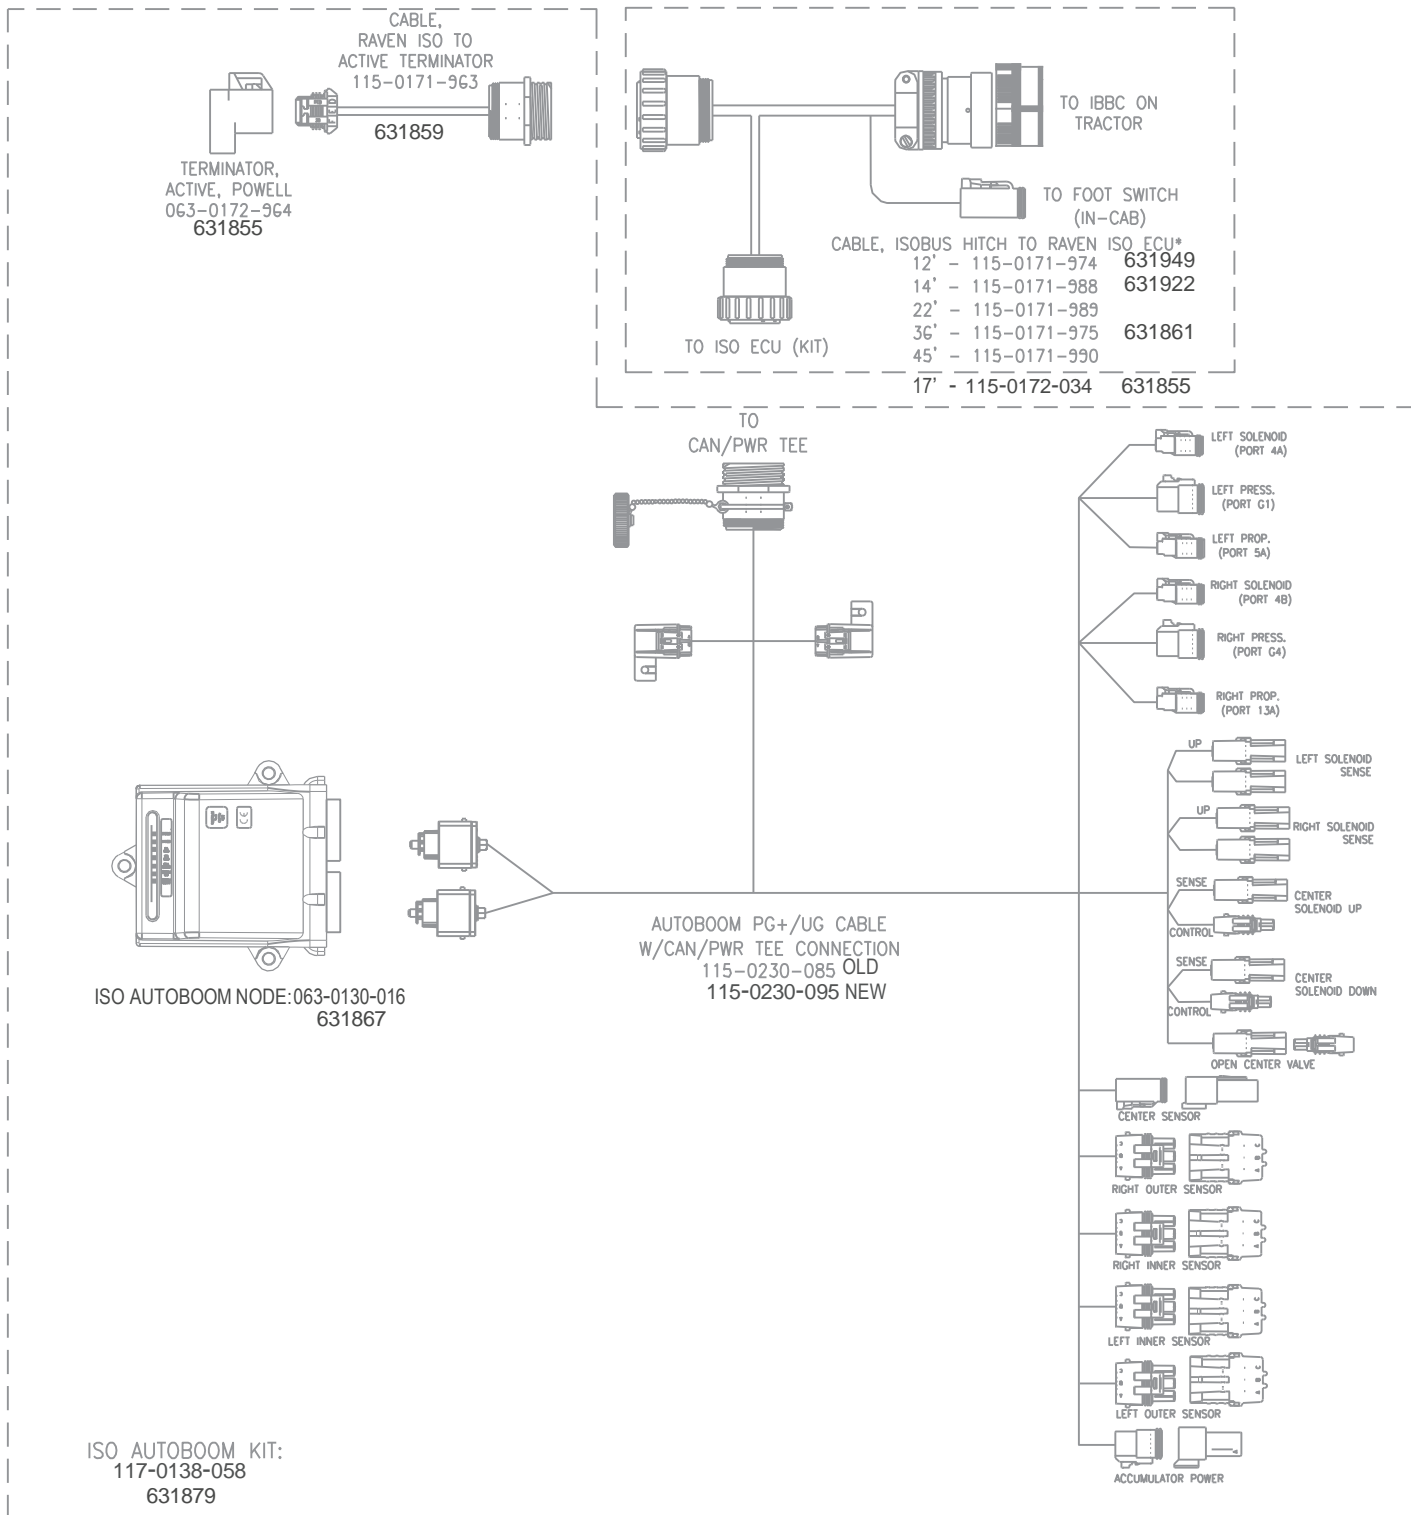 CABLE,
RAVEN ISO TO
ACTIVE TERMINATOR
115-0171-963
631859
TERMINATOR,
ACTIVE, POWELL
063-0172-964
631855
TO IBBC ON
TRACTOR
TO FOOT SWITCH
(IN-CAB)
CABLE, ISOBUS HITCH TO RAVEN ISO ECU*
12' - 115-0171-974 631949
14' - 115-0171-988 631922
22' - 115-0171-989
36' - 115-0171-975 631861
45' - 115-0171-990
TO ISO ECU (KIT)
17' - 115-0172-034 631855
TO
CAN/PWR TEE
LEFT SOLENOID
(PORT 4A)
LEFT PRESS.
(PORT G1)
LEFT PROP.
(PORT 5A)
RIGHT SOLENOID
(PORT 4B)
RIGHT PRESS.
(PORT G4)
RIGHT PROP.
(PORT 13A)
UP
LEFT SOLENOID
SENSE
UP
RIGHT SOLENOID
SENSE
SENSE
CENTER
SOLENOID UP
CONTROL
SENSE
CENTER
SOLENOID DOWN
CONTROL
OPEN CENTER VALVE
CENTER SENSOR
RIGHT OUTER SENSOR
RIGHT INNER SENSOR
LEFT INNER SENSOR
LEFT OUTER SENSOR
ACCUMULATOR POWER
AUTOBOOM PG+/UG CABLE
W/CAN/PWR TEE CONNECTION
115-0230-085 OLD
115-0230-095 NEW
CE
ISO AUTOBOOM NODE:063-0130-016
631867
ISO AUTOBOOM KIT:
117-0138-058
631879